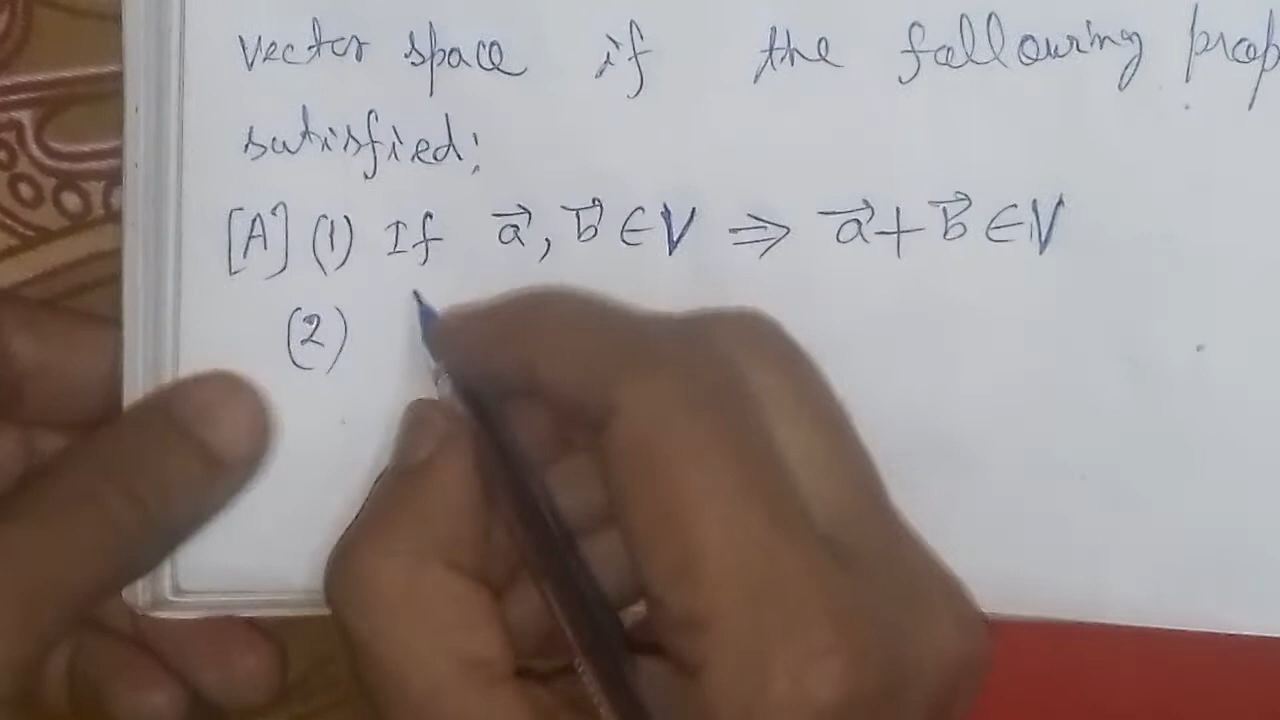 vector space if the following prop
satisfied:
[A] (1) If a⃗, b⃗ ∈ V ⇒ a⃗ + b⃗ ∈ V
(2)